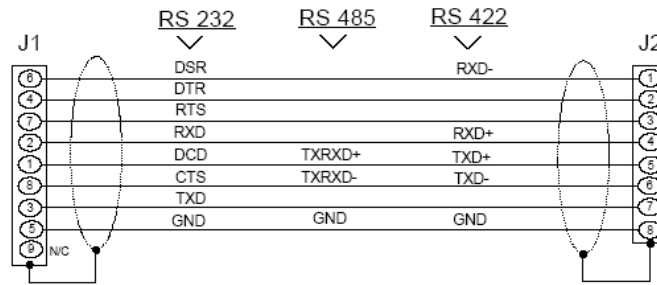 RS 232 RS 485 RS 422
J1 J2
6 DSR RXD- 1
4 DTR 2
7 RTS 3
2 RXD RXD+ 4
1 DCD TXRXD+ TXD+ 5
8 CTS TXRXD- TXD- 6
3 TXD 7
5 GND GND GND 8
9 N/C